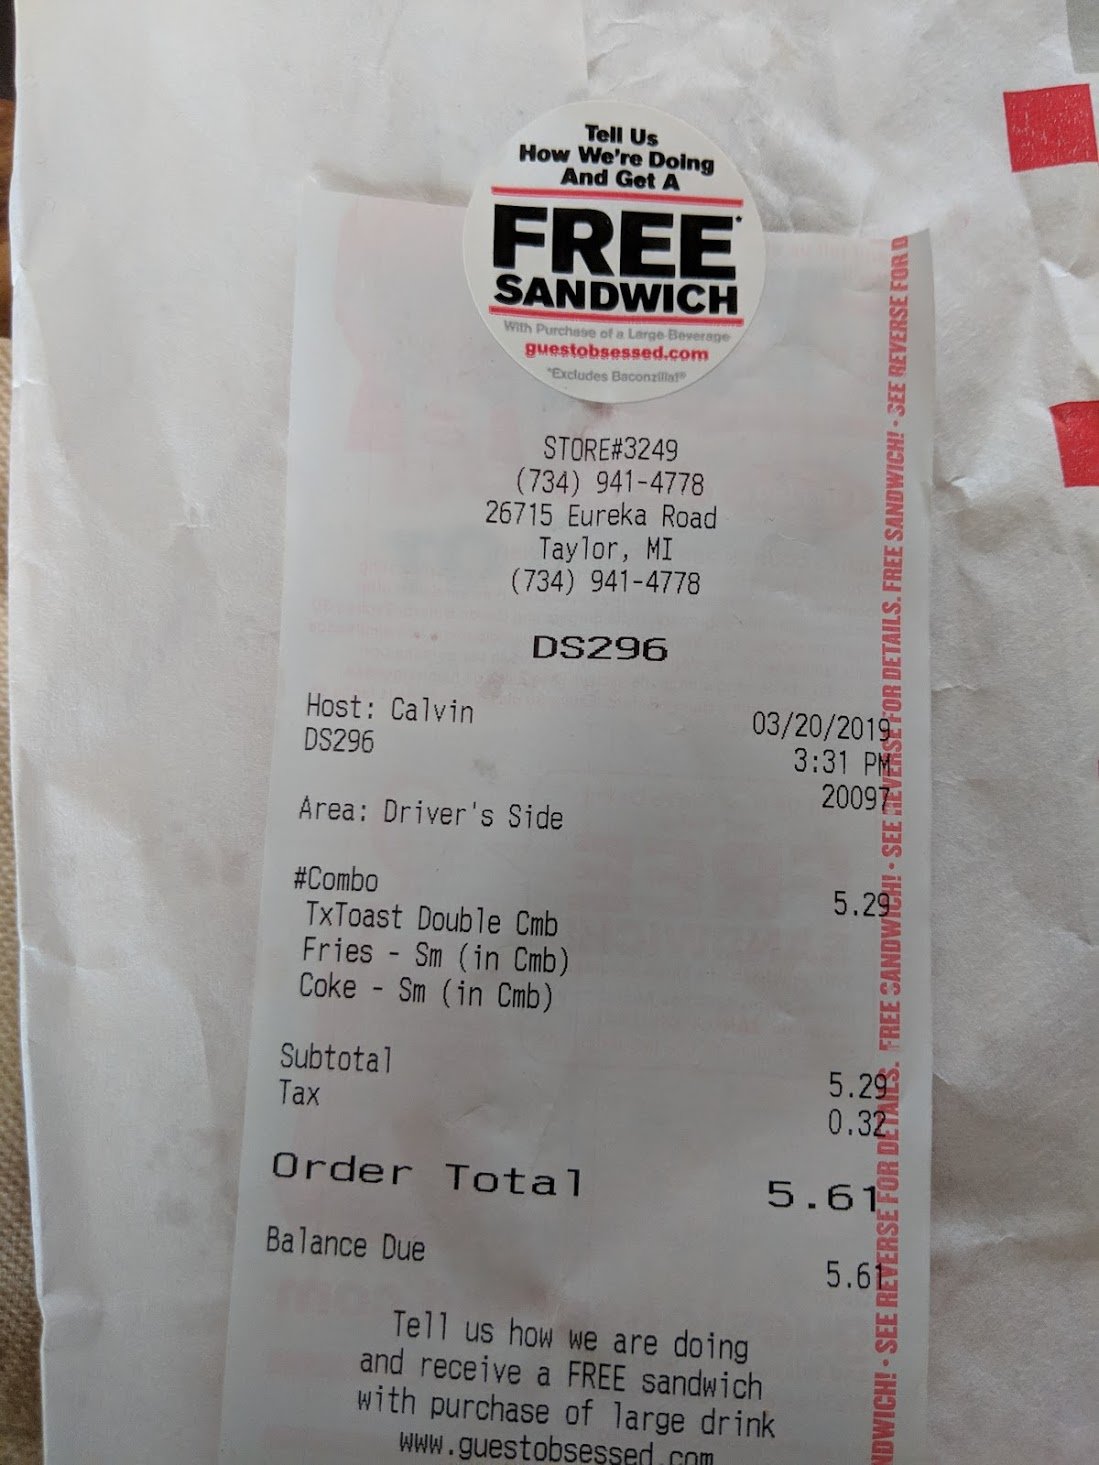 Tell Us
How We're Doing
And Get A
FREE*
SANDWICH
With Purchase of a Large Beverage
guestobsessed.com
*Excludes Baconzilla!®
STORE#3249
(734) 941-4778
26715 Eureka Road
Taylor, MI
(734) 941-4778
DS296
Host: Calvin 03/20/2019
DS296 3:31 PM
20097
Area: Driver's Side
#Combo 5.29
TxToast Double Cmb
Fries - Sm (in Cmb)
Coke - Sm (in Cmb)
Subtotal 5.29
Tax 0.32
Order Total 5.61
Balance Due 5.61
Tell us how we are doing
and receive a FREE sandwich
with purchase of large drink
www.guestobsessed.com
NDWICH! • SEE REVERSE FOR DETAILS. FREE SANDWICH! • SEE REVERSE FOR DETAILS. FREE SANDWICH! • SEE REVERSE FOR D